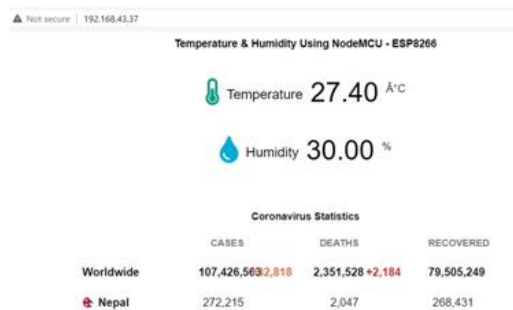 Not secure | 192.168.43.37
Temperature & Humidity Using NodeMCU - ESP8266
Temperature 27.40 Â°C
Humidity 30.00 %
Coronavirus Statistics
CASES DEATHS RECOVERED
Worldwide 2,351,528 +2,184 79,505,249
Nepal 272,215 2,047 268,431